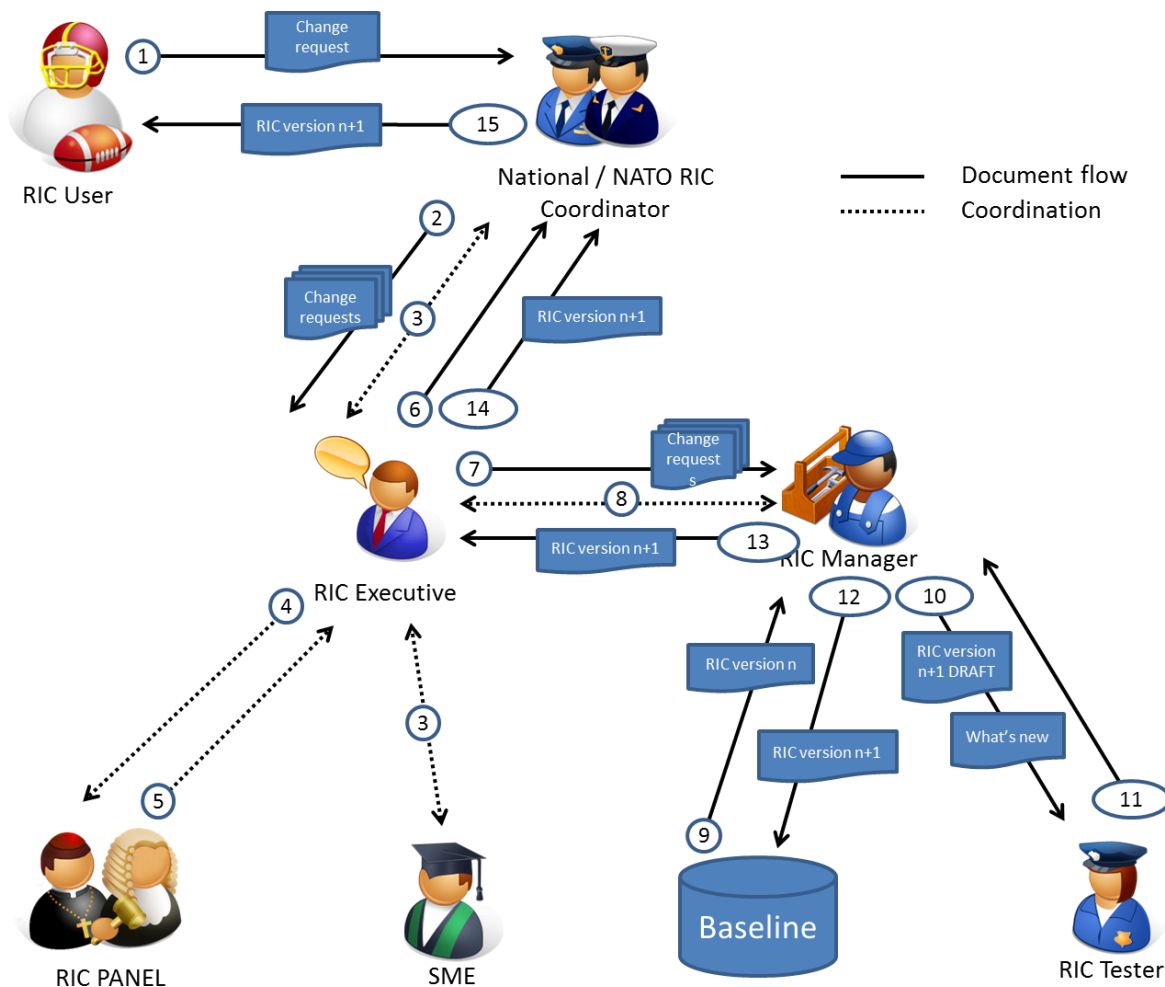 1
Change
request
RIC version n+1
15
RIC User
National / NATO RIC
Coordinator
Document flow
Coordination
2
Change
requests
3
RIC version n+1
6
14
7
Change
request
s
8
RIC version n+1
13
RIC Manager
RIC Executive
4
12
10
RIC version n
RIC version
n+1 DRAFT
3
What's new
RIC version n+1
5
11
9
Baseline
RIC PANEL
SME
RIC Tester